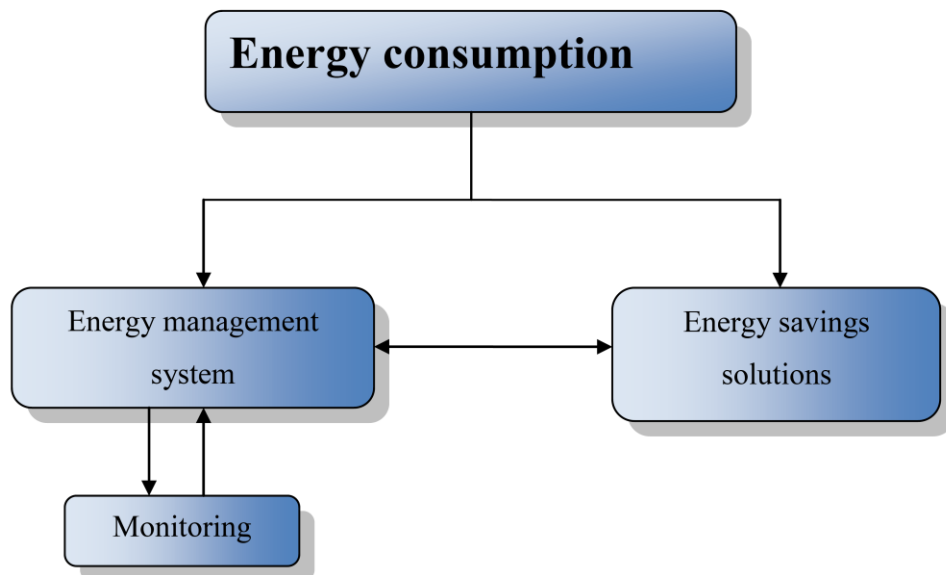 Energy consumption
Energy management
system
Energy savings
solutions
Monitoring